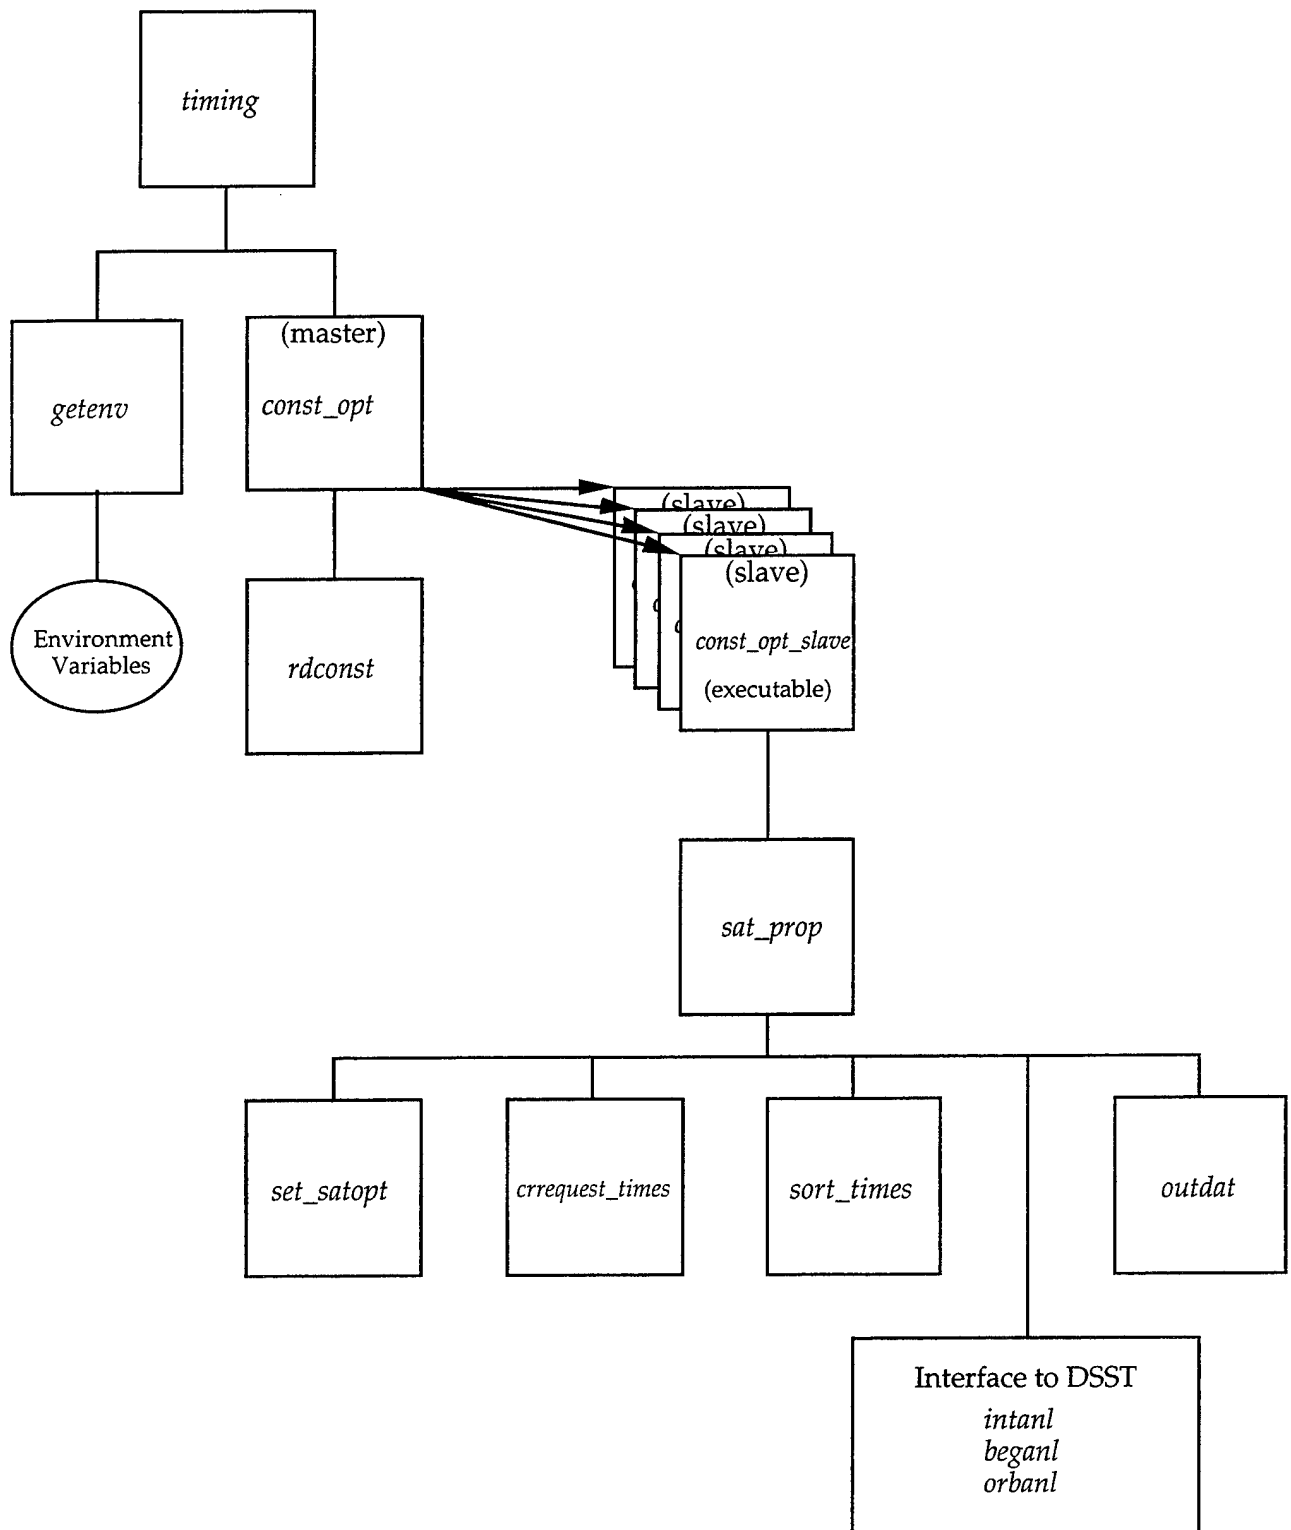 timing
(master)
getenv
const_opt
(slave)
(slave)
(slave)
(slave)
Environment
Variables
rdconst
const_opt_slave
(executable)
sat_prop
set_satopt
crrequest_times
sort_times
outdat
Interface to DSST
intanl
beganl
orbanl